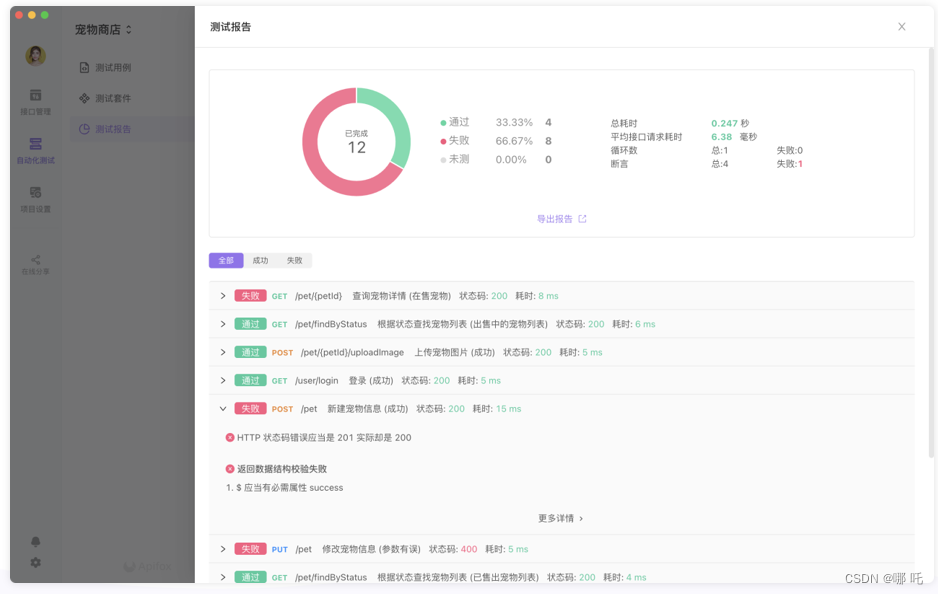 宠物商店
测试用例
测试套件
测试报告
接口管理
自动化测试
项目设置
在线分享
Apifox
测试报告
已完成
12
通过 33.33% 4
失败 66.67% 8
未测 0.00% 0
总耗时 0.247 秒
平均接口请求耗时 6.38 毫秒
循环数 总:1 失败:0
断言 总:4 失败:1
导出报告
全部 成功 失败
失败 GET /pet/{petId} 查询宠物详情 (在售宠物) 状态码: 200 耗时: 8 ms
通过 GET /pet/findByStatus 根据状态查找宠物列表 (出售中的宠物列表) 状态码: 200 耗时: 6 ms
通过 POST /pet/{petId}/uploadImage 上传宠物图片 (成功) 状态码: 200 耗时: 5 ms
通过 GET /user/login 登录 (成功) 状态码: 200 耗时: 5 ms
失败 POST /pet 新建宠物信息 (成功) 状态码: 200 耗时: 15 ms
HTTP 状态码错误应当是 201 实际却是 200
返回数据结构校验失败
1. $ 应当有必需属性 success
更多详情 >
失败 PUT /pet 修改宠物信息 (参数有误) 状态码: 400 耗时: 5 ms
通过 GET /pet/findByStatus 根据状态查找宠物列表 (已售出宠物列表) 状态码: 200 耗时: 4 ms
CSDN @哪 吒